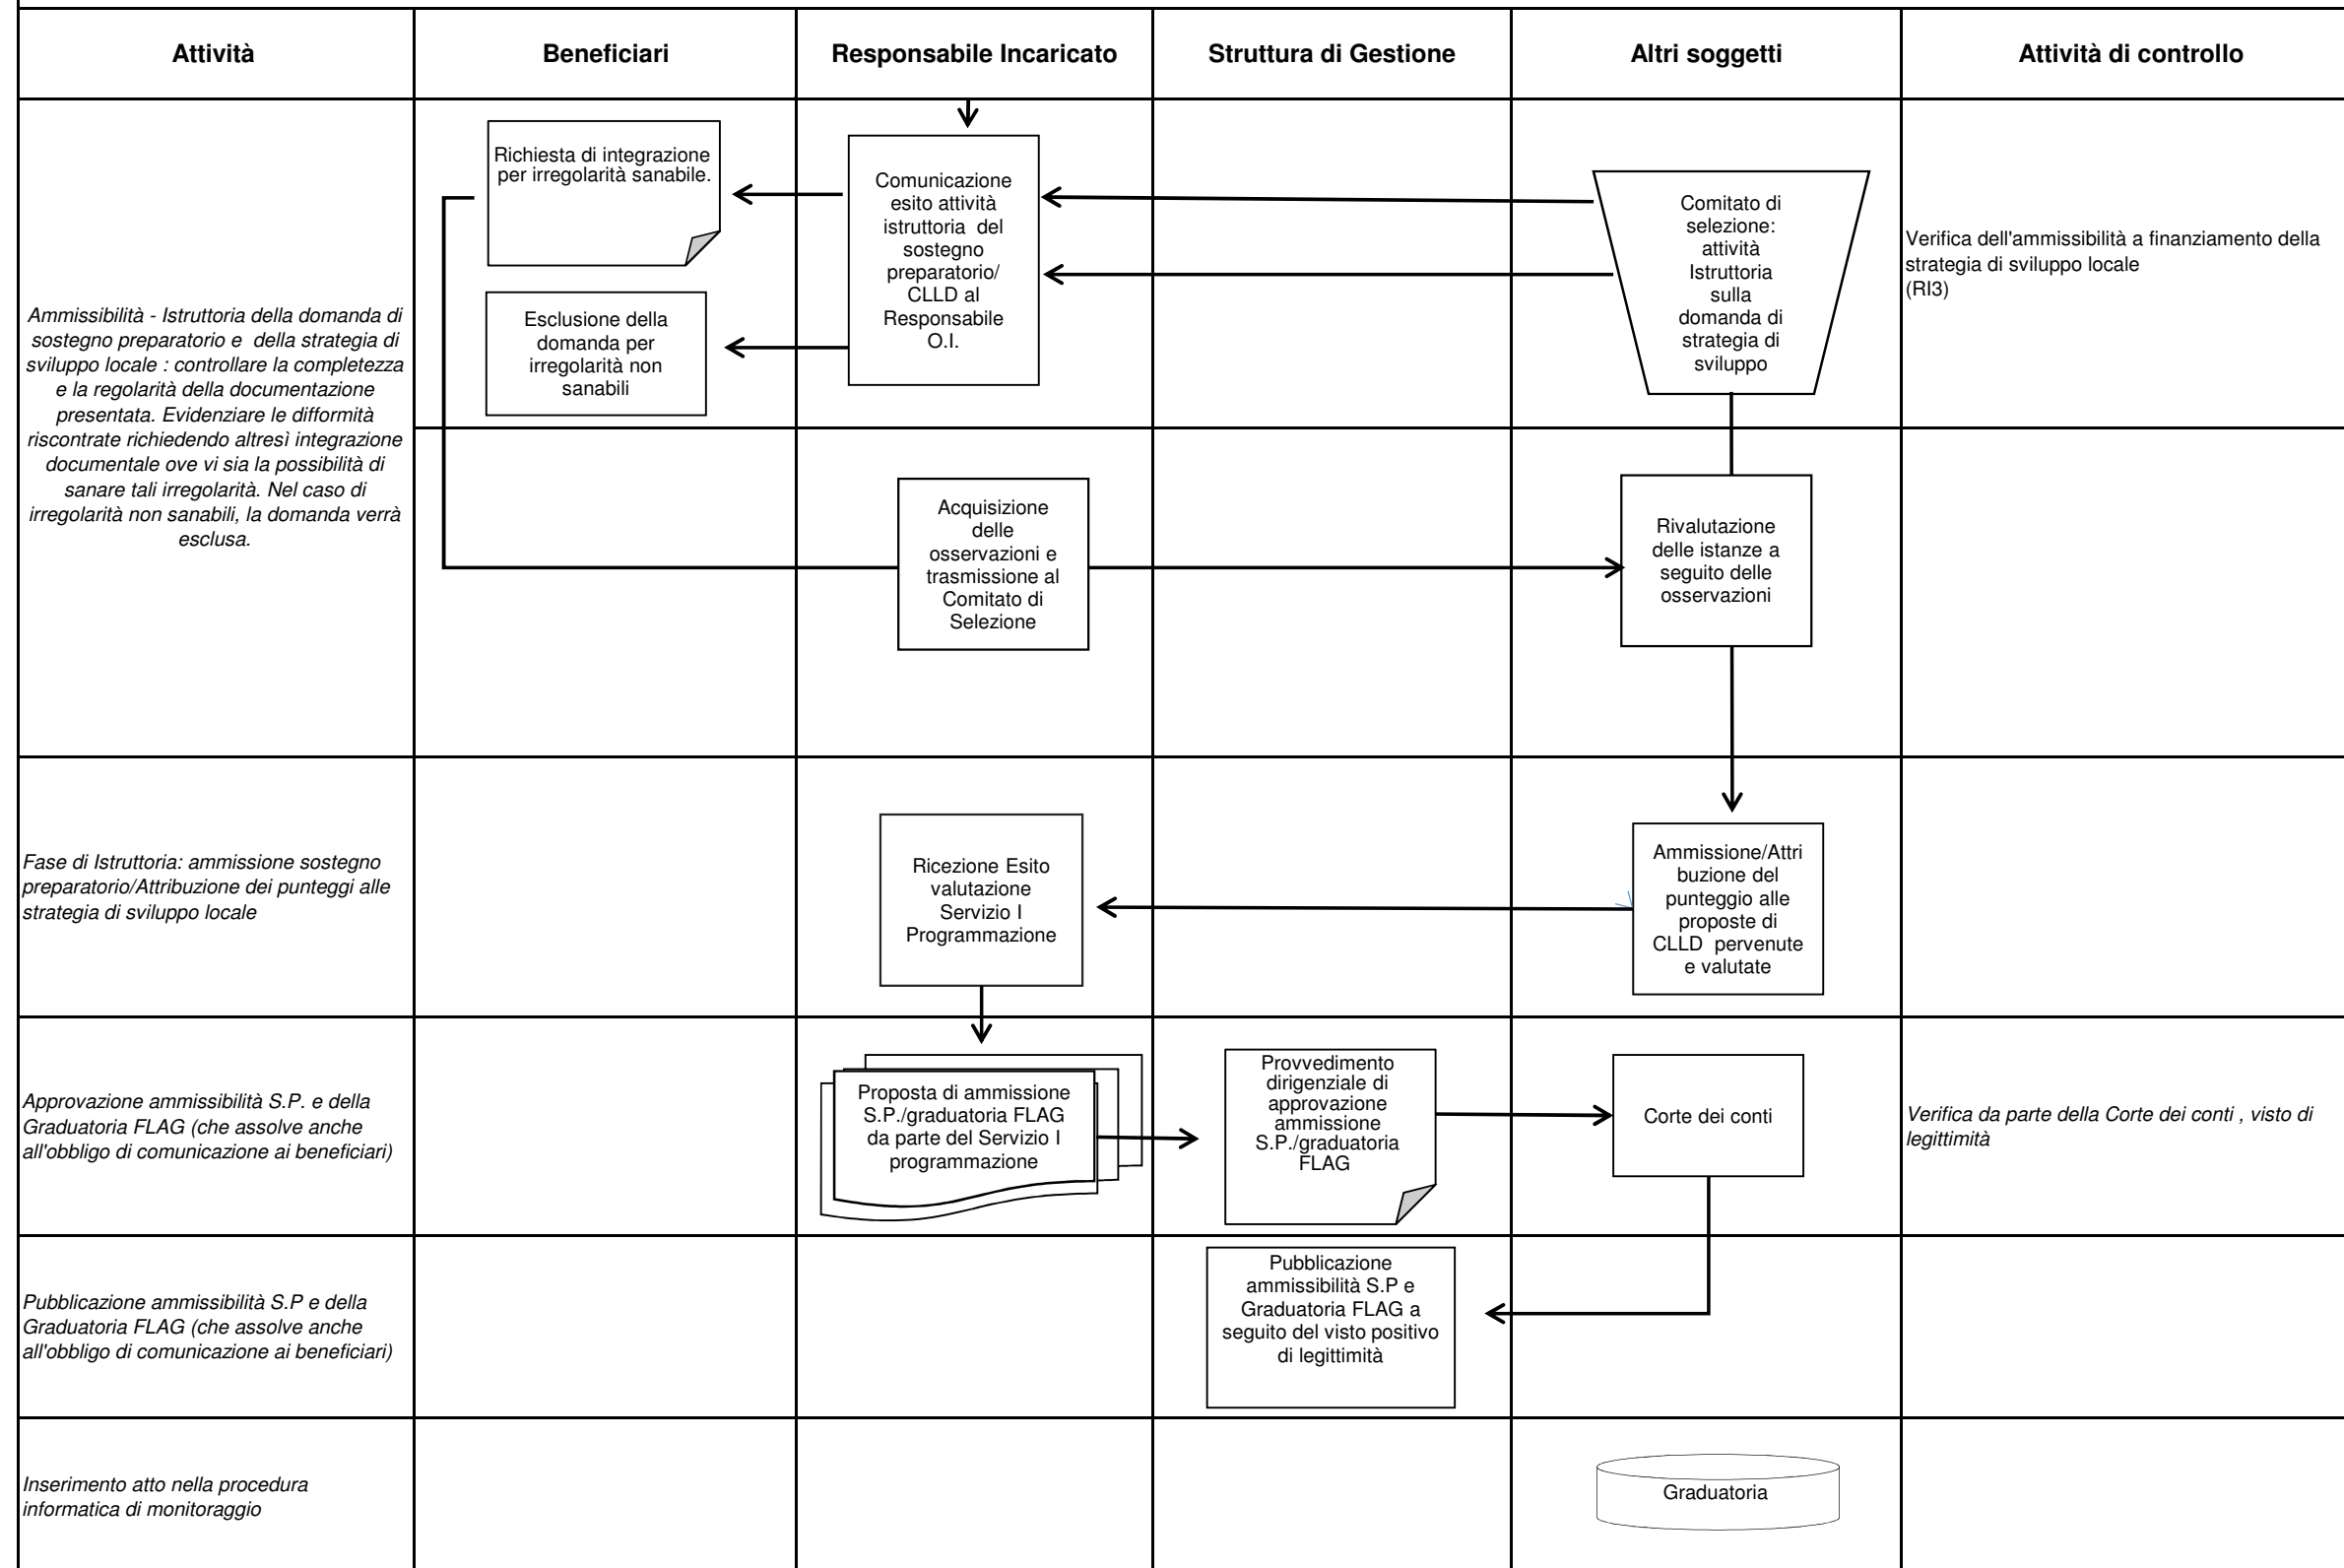 Attività
Beneficiari
Responsabile Incaricato
Struttura di Gestione
Altri soggetti
Attività di controllo
Ammissibilità - Istruttoria della domanda di
sostegno preparatorio e  della strategia di
sviluppo locale : controllare la completezza
e la regolarità della documentazione
presentata. Evidenziare le difformità
riscontrate richiedendo altresì integrazione
documentale ove vi sia la possibilità di
sanare tali irregolarità. Nel caso di
irregolarità non sanabili, la domanda verrà
esclusa.
Richiesta di integrazione
per irregolarità sanabile.
Esclusione della
domanda per
irregolarità non
sanabili
Comunicazione
esito attività
istruttoria  del
sostegno
preparatorio/
CLLD al
Responsabile
O.I.
Comitato di
selezione:
attività
Istruttoria
sulla
domanda di
strategia di
sviluppo
Verifica dell'ammissibilità a finanziamento della
strategia di sviluppo locale
(RI3)
Acquisizione
delle
osservazioni e
trasmissione al
Comitato di
Selezione
Rivalutazione
delle istanze a
seguito delle
osservazioni
Fase di Istruttoria: ammissione sostegno
preparatorio/Attribuzione dei punteggi alle
strategia di sviluppo locale
Ricezione Esito
valutazione
Servizio I
Programmazione
Ammissione/Attri
buzione del
punteggio alle
proposte di
CLLD  pervenute
e valutate
Approvazione ammissibilità S.P. e della
Graduatoria FLAG (che assolve anche
all'obbligo di comunicazione ai beneficiari)
Proposta di ammissione
S.P./graduatoria FLAG
da parte del Servizio I
programmazione
Provvedimento
dirigenziale di
approvazione
ammissione
S.P./graduatoria
FLAG
Corte dei conti
Verifica da parte della Corte dei conti , visto di
legittimità
Pubblicazione ammissibilità S.P e della
Graduatoria FLAG (che assolve anche
all'obbligo di comunicazione ai beneficiari)
Pubblicazione
ammissibilità S.P e
Graduatoria FLAG a
seguito del visto positivo
di legittimità
Inserimento atto nella procedura
informatica di monitoraggio
Graduatoria